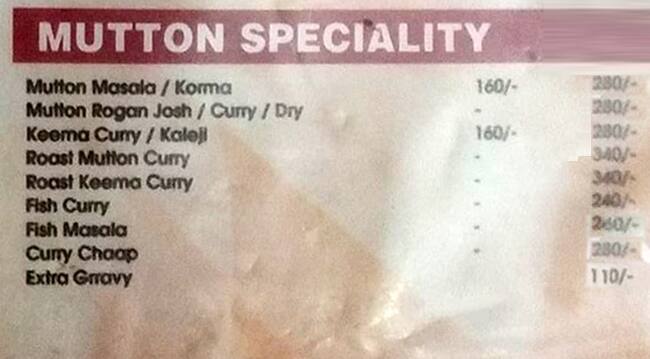 MUTTON SPECIALITY
Mutton Masala / Korma 160/- 280/-
Mutton Rogan Josh / Curry / Dry - 280/-
Keema Curry / Kaleji 160/- 280/-
Roast Mutton Curry - 340/-
Roast Keema Curry - 340/-
Fish Curry - 240/-
Fish Masala - 260/-
Curry Chaap - 280/-
Extra Grravy 110/-